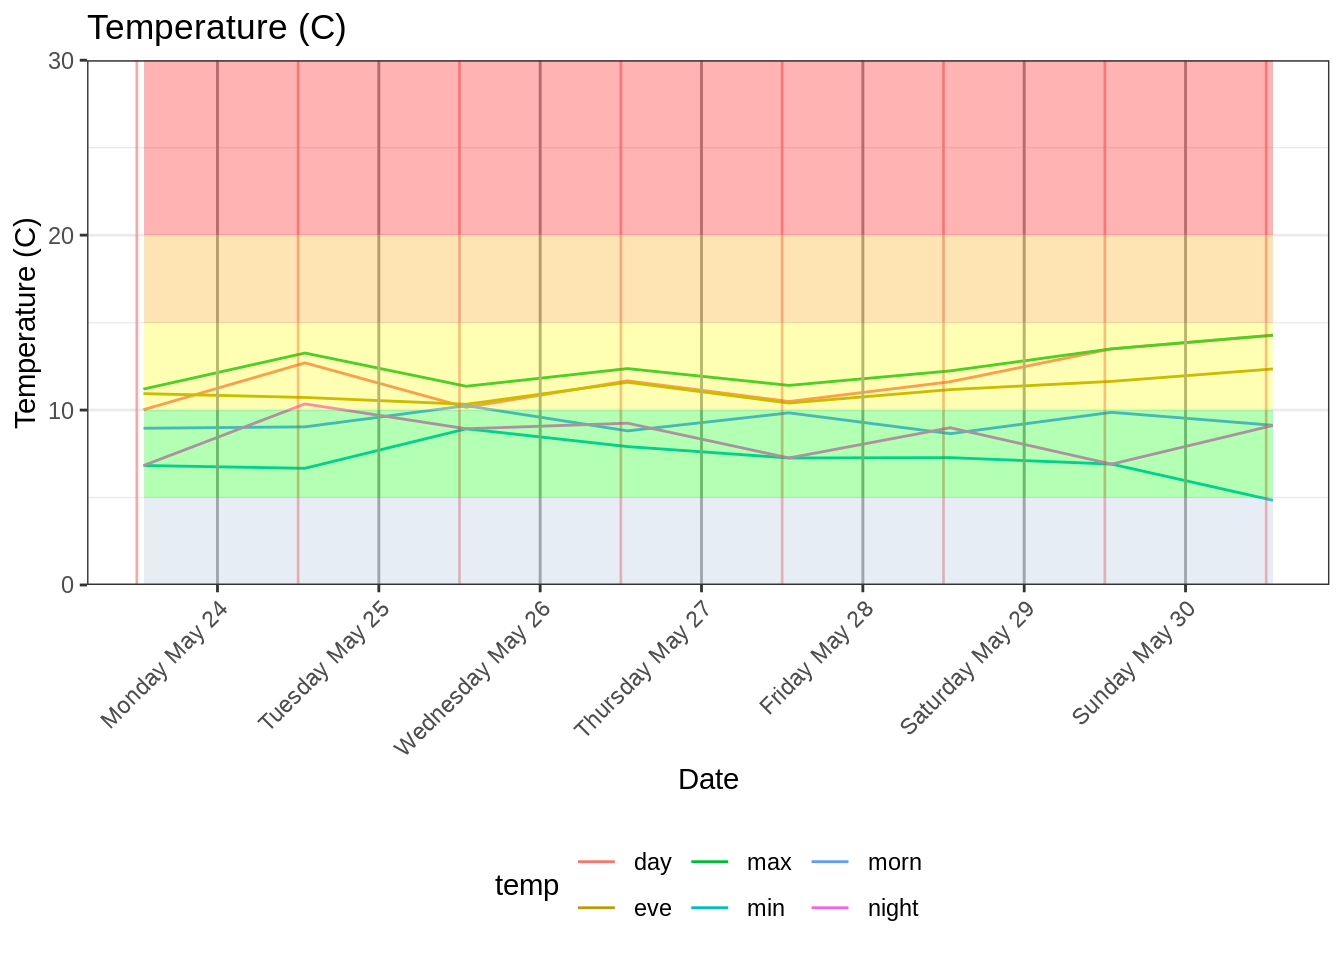 Temperature (C)
Temperature (C)
30
20
10
0
Monday May 24
Tuesday May 25
Wednesday May 26
Thursday May 27
Friday May 28
Saturday May 29
Sunday May 30
Date
temp
day
max
morn
eve
min
night